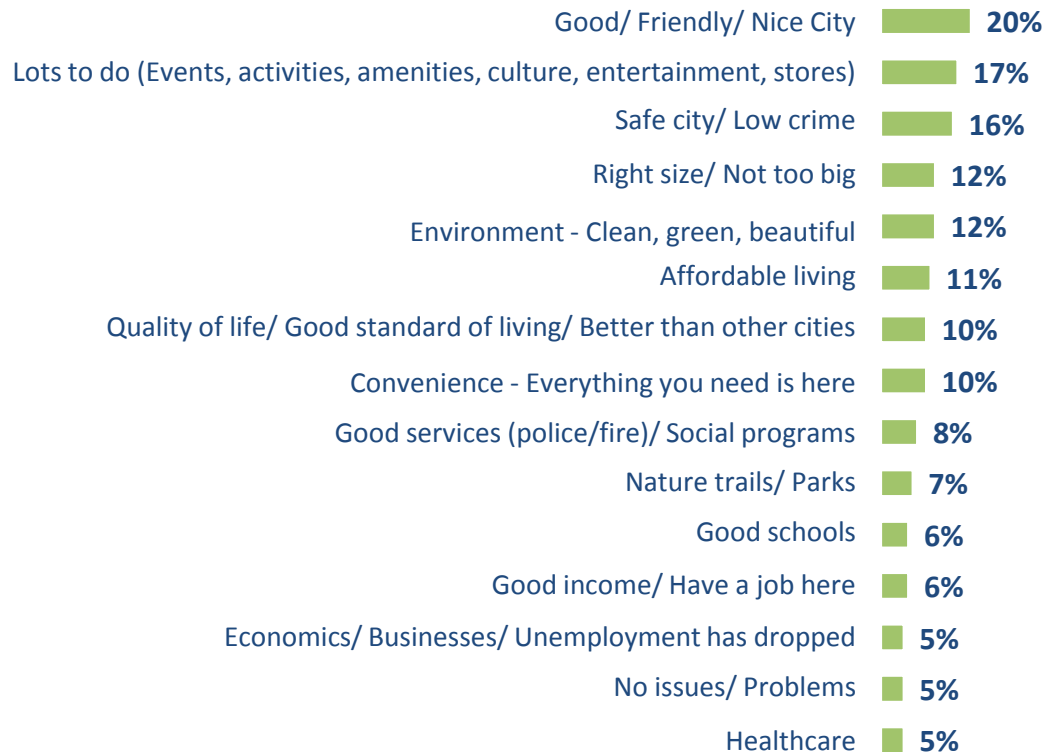 Good/ Friendly/ Nice City 20%
Lots to do (Events, activities, amenities, culture, entertainment, stores) 17%
Safe city/ Low crime 16%
Right size/ Not too big 12%
Environment - Clean, green, beautiful 12%
Affordable living 11%
Quality of life/ Good standard of living/ Better than other cities 10%
Convenience - Everything you need is here 10%
Good services (police/fire)/ Social programs 8%
Nature trails/ Parks 7%
Good schools 6%
Good income/ Have a job here 6%
Economics/ Businesses/ Unemployment has dropped 5%
No issues/ Problems 5%
Healthcare 5%